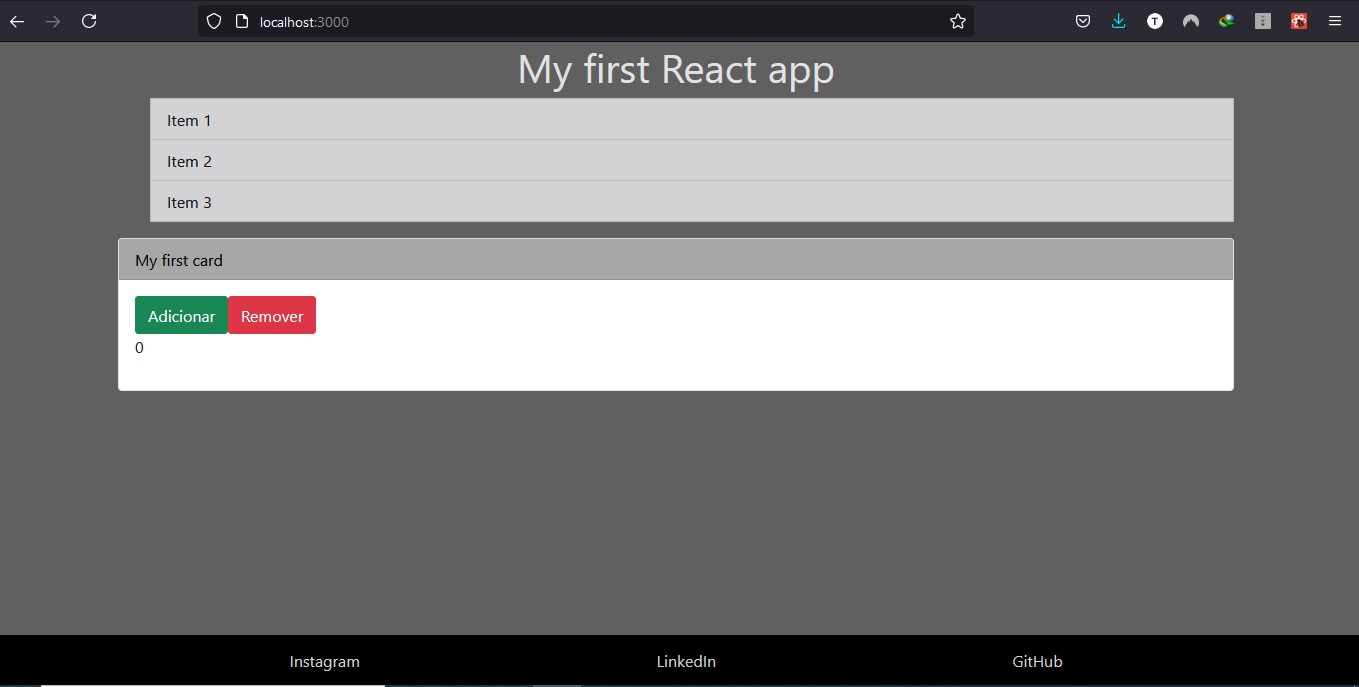 localhost:3000
T
My first React app
Item 1
Item 2
Item 3
My first card
Adicionar Remover
0
Instagram LinkedIn GitHub